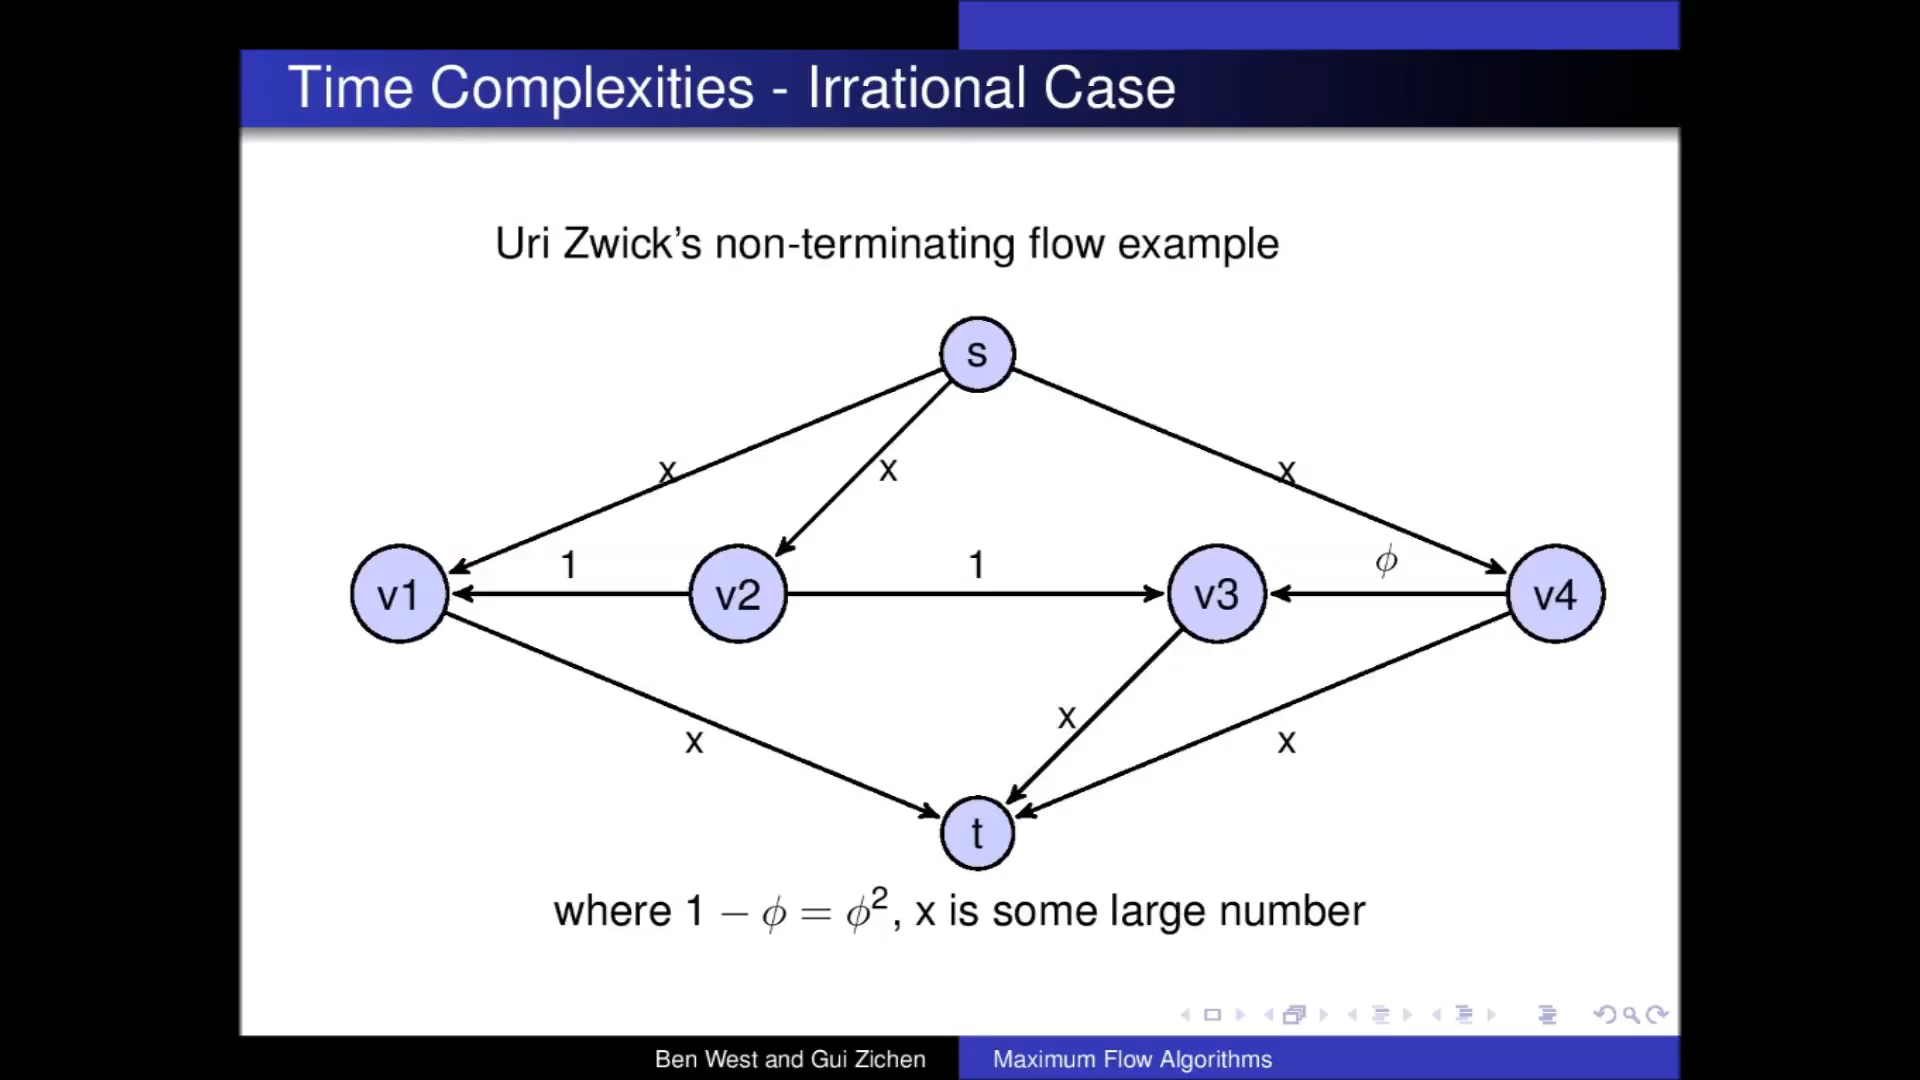 Time Complexities - Irrational Case
Uri Zwick's non-terminating flow example
s
x
x
x
1
1
ϕ
v1
v2
v3
v4
x
x
x
t
where 1 − ϕ = ϕ², x is some large number
Ben West and Gui Zichen
Maximum Flow Algorithms